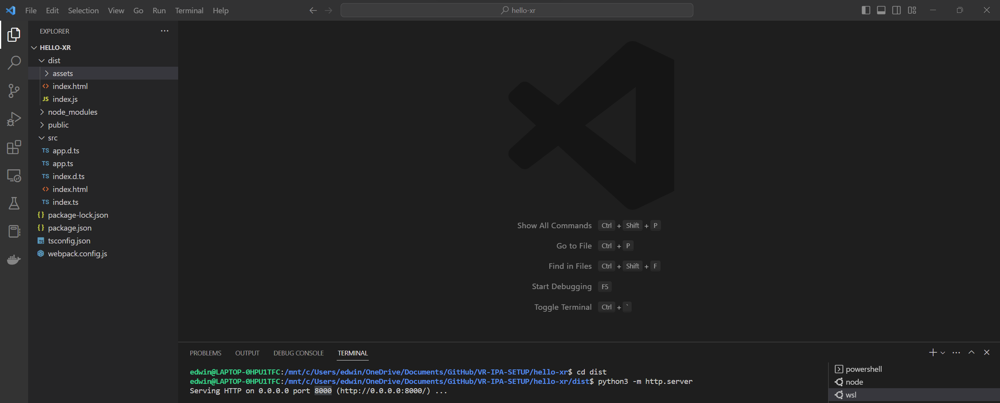 File Edit Selection View Go Run Terminal Help
hello-xr
EXPLORER
HELLO-XR
dist
assets
index.html
JS index.js
node_modules
public
src
TS app.d.ts
TS app.ts
TS index.d.ts
index.html
TS index.ts
{} package-lock.json
{} package.json
TS tsconfig.json
webpack.config.js
Show All Commands Ctrl + Shift + P
Go to File Ctrl + P
Find in Files Ctrl + Shift + F
Start Debugging F5
Toggle Terminal Ctrl + `
PROBLEMS OUTPUT DEBUG CONSOLE TERMINAL
edwin@LAPTOP-0HPU1TFC:/mnt/c/Users/edwin/OneDrive/Documents/GitHub/VR-IPA-SETUP/hello-xr$ cd dist
edwin@LAPTOP-0HPU1TFC:/mnt/c/Users/edwin/OneDrive/Documents/GitHub/VR-IPA-SETUP/hello-xr/dist$ python3 -m http.server
Serving HTTP on 0.0.0.0 port 8000 (http://0.0.0.0:8000/) ...
powershell
node
wsl